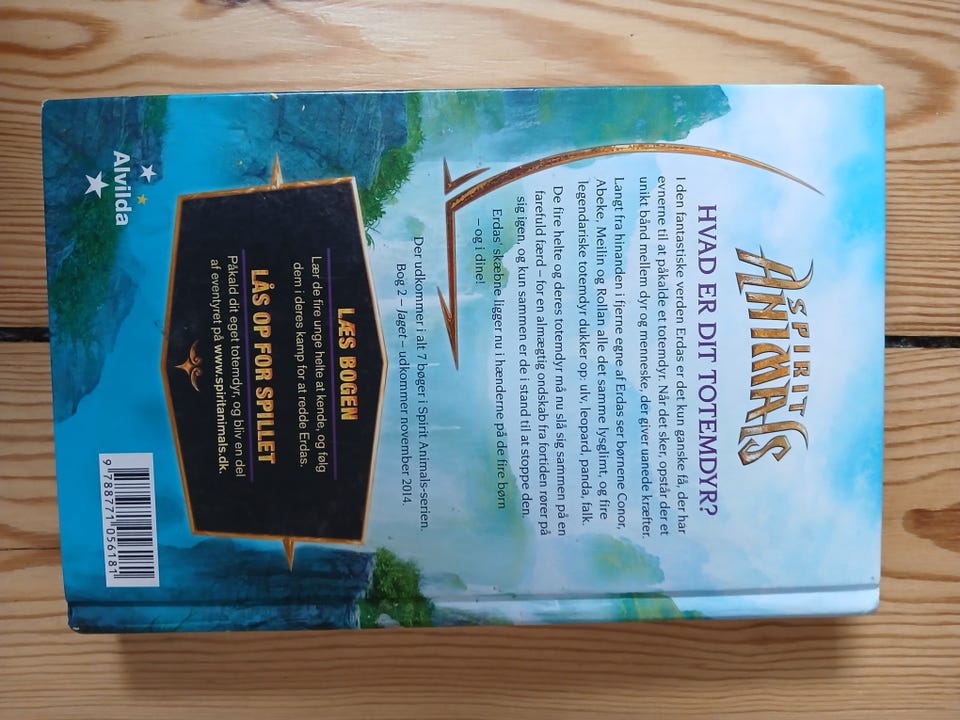 SPIRIT
ANIMALS
HVAD ER DIT TOTEMDYR?
I den fantastiske verden Erdas er det kun ganske få, der har
evnerne til at påkalde et totemdyr. Når det sker, opstår der et
unikt bånd mellem dyr og menneske, der giver uanede kræfter.
Langt fra hinanden i fjerne egne af Erdas ser børnene Conor,
Abeke, Meilin og Rollan alle det samme lysglimt, og fire
legendariske totemdyr dukker op: ulv, leopard, panda, falk.
De fire helte og deres totemdyr må nu slå sig sammen på en
farefuld færd – for en almægtig ondskab fra fortiden rører på
sig igen, og kun sammen er de i stand til at stoppe den.
Erdas' skæbne ligger nu i hænderne på de fire børn
– og i dine!
Der udkommer i alt 7 bøger i Spirit Animals-serien.
Bog 2 – Jaget – udkommer november 2014.
LÆS BOGEN
Lær de fire unge helte at kende, og følg
dem i deres kamp for at redde Erdas.
LÅS OP FOR SPILLET
Påkald dit eget totemdyr, og bliv en del
af eventyret på www.spiritanimals.dk.
Alvilda
9 788771 056181